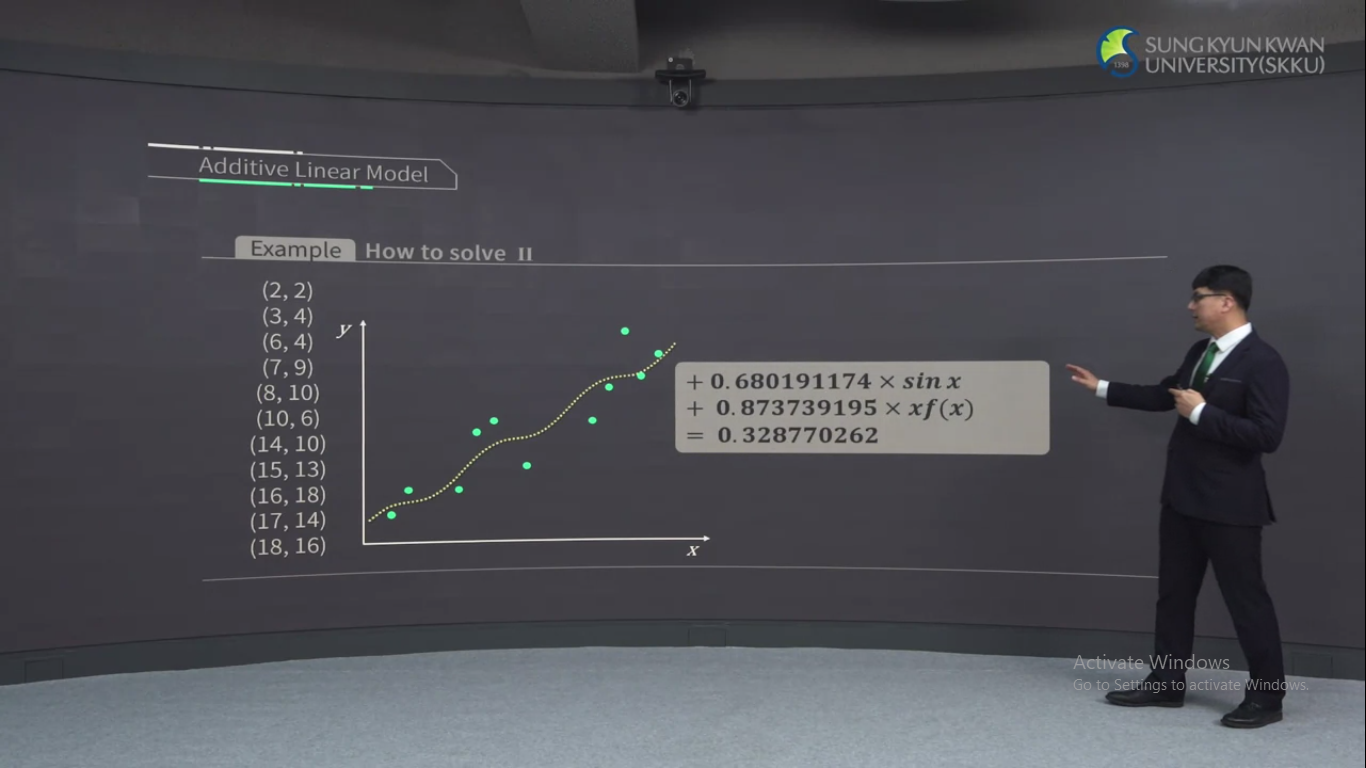 SUNG KYUN KWAN
UNIVERSITY(SKKU)
1398
Additive Linear Model
Example How to solve II
(2, 2)
(3, 4)
(6, 4)
(7, 9)
(8, 10)
(10, 6)
(14, 10)
(15, 13)
(16, 18)
(17, 14)
(18, 16)
y
x
+ 0.680191174 × sin x
+ 0.873739195 × xf(x)
= 0.328770262
Activate Windows
Go to Settings to activate Windows.